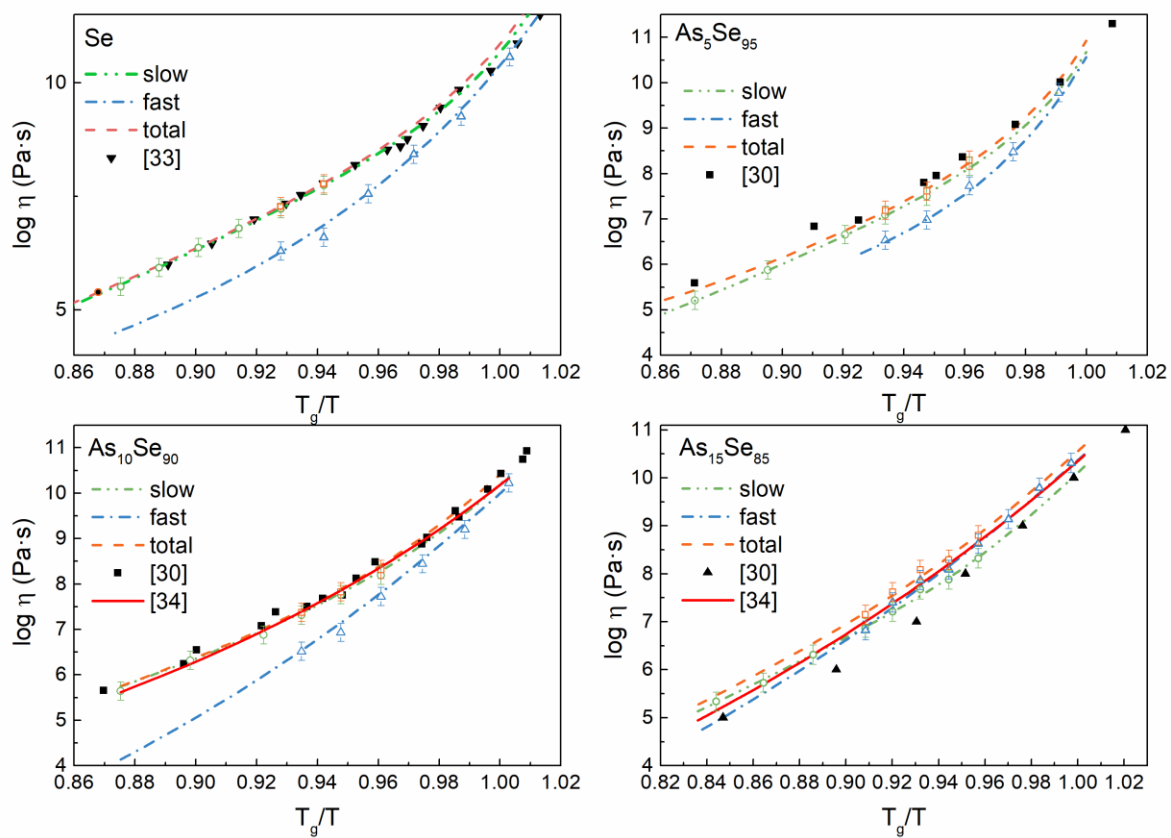 Se
slow
fast
total
[33]
log η (Pa·s)
10
5
0.86 0.88 0.90 0.92 0.94 0.96 0.98 1.00 1.02
T_g/T
As₅Se₉₅
slow
fast
total
[30]
log η (Pa·s)
11
10
9
8
7
6
5
4
0.86 0.88 0.90 0.92 0.94 0.96 0.98 1.00 1.02
T_g/T
As₁₀Se₉₀
slow
fast
total
[30]
[34]
log η (Pa·s)
11
10
9
8
7
6
5
4
0.86 0.88 0.90 0.92 0.94 0.96 0.98 1.00 1.02
T_g/T
As₁₅Se₈₅
slow
fast
total
[30]
[34]
log η (Pa·s)
11
10
9
8
7
6
5
4
0.82 0.84 0.86 0.88 0.90 0.92 0.94 0.96 0.98 1.00 1.02
T_g/T